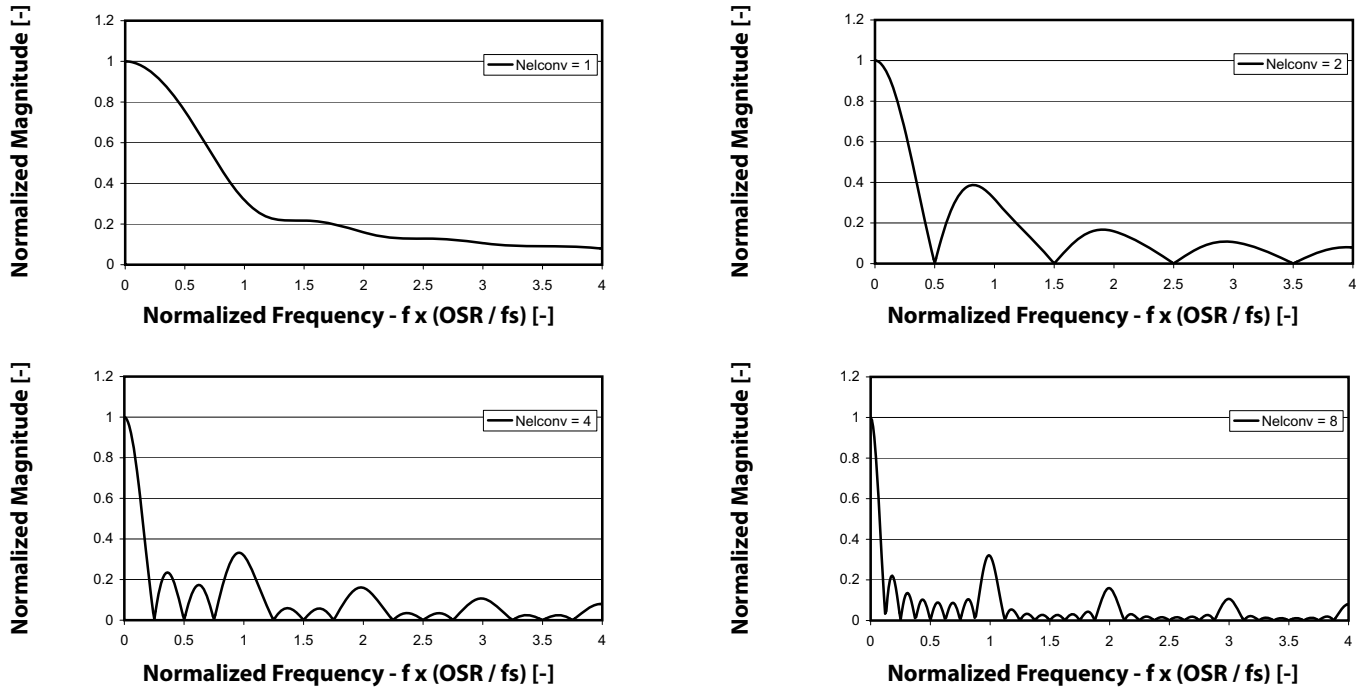 Normalized Magnitude [-]
1.2
1
0.8
0.6
0.4
0.2
0
Nelconv = 1
0 0.5 1 1.5 2 2.5 3 3.5 4
Normalized Frequency - f x (OSR / fs) [-]
Normalized Magnitude [-]
1.2
1
0.8
0.6
0.4
0.2
0
Nelconv = 2
0 0.5 1 1.5 2 2.5 3 3.5 4
Normalized Frequency - f x (OSR / fs) [-]
Normalized Magnitude [-]
1.2
1
0.8
0.6
0.4
0.2
0
Nelconv = 4
0 0.5 1 1.5 2 2.5 3 3.5 4
Normalized Frequency - f x (OSR / fs) [-]
Normalized Magnitude [-]
1.2
1
0.8
0.6
0.4
0.2
0
Nelconv = 8
0 0.5 1 1.5 2 2.5 3 3.5 4
Normalized Frequency - f x (OSR / fs) [-]